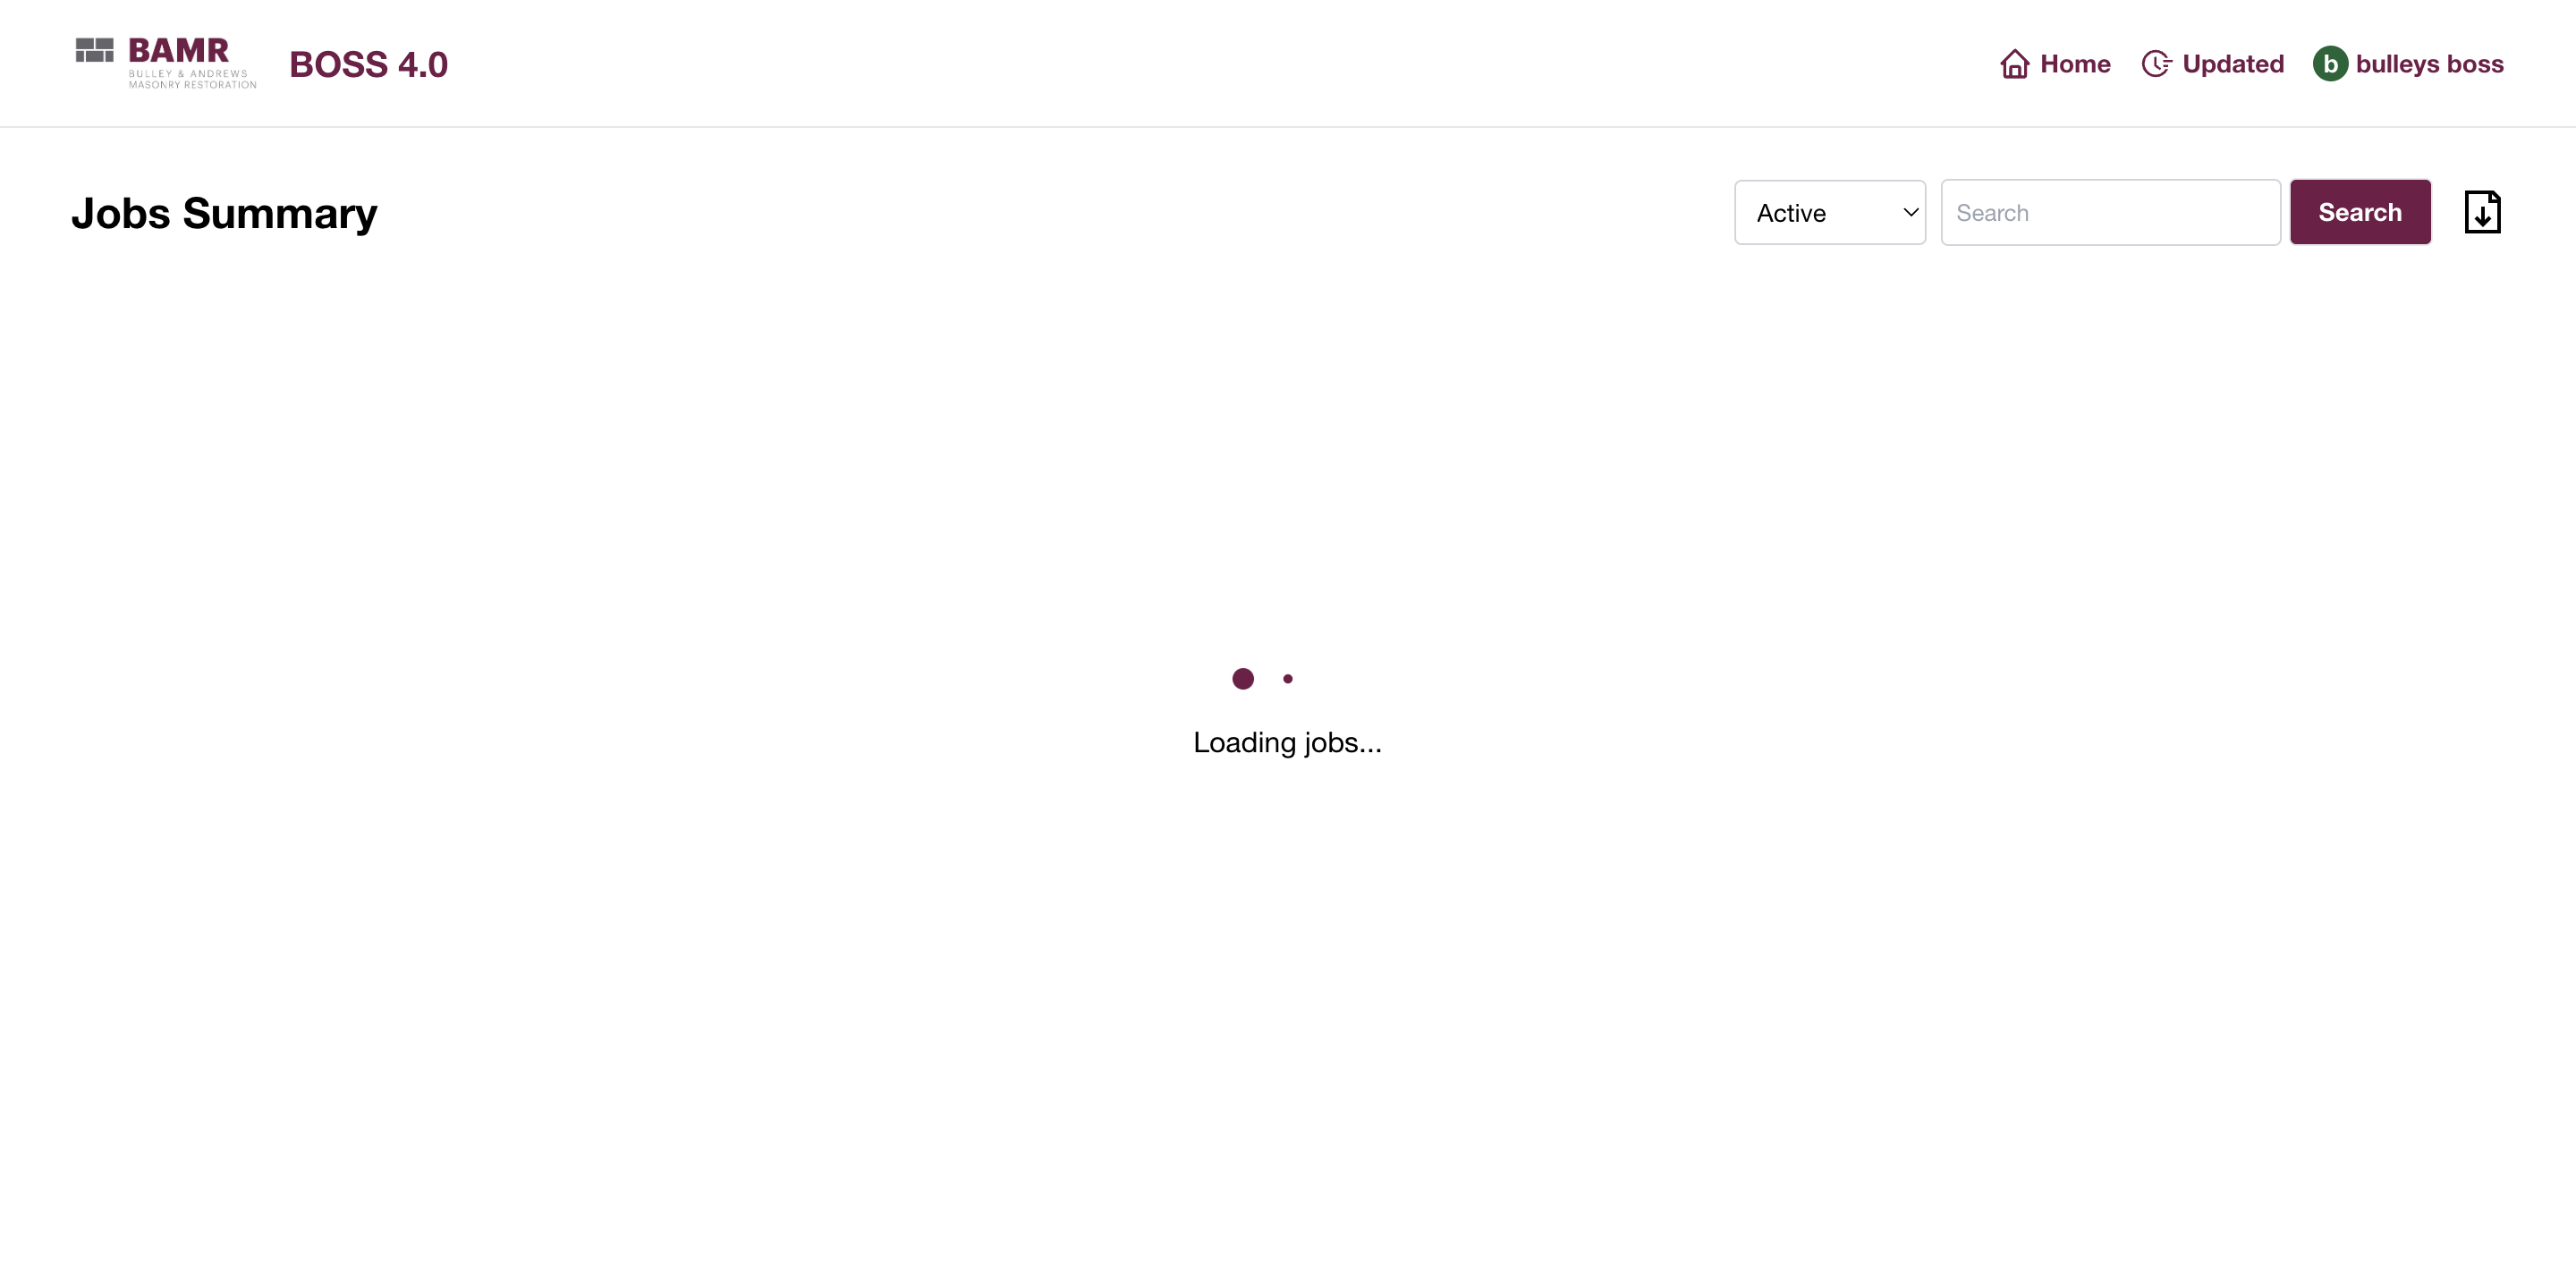 BAMR
BULLEY & ANDREWS
MASONRY RESTORATION
BOSS 4.0
Home
Updated
b
bulleys boss
Jobs Summary
Active
Search
Search
Loading jobs...